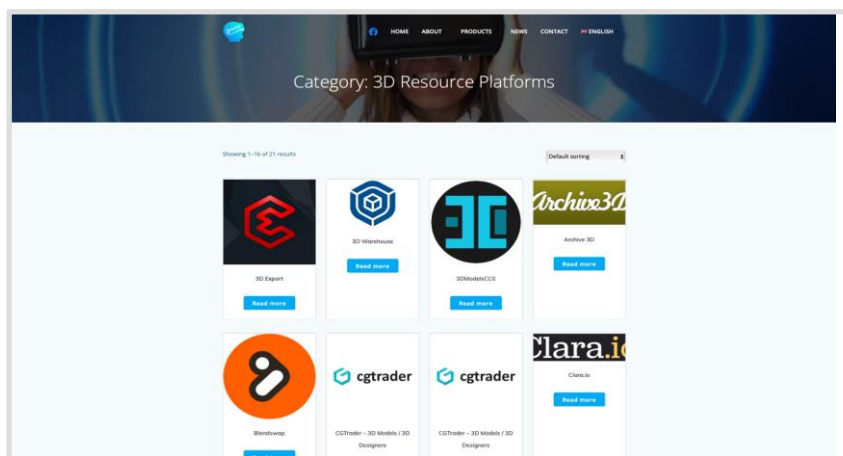 HOME ABOUT PRODUCTS NEWS CONTACT ENGLISH
Category: 3D Resource Platforms
Showing 1–16 of 21 results
Default sorting
Archive3D
3D Warehouse
Archive 3D
Read more
Read more
3D Export
3DModelsCC0
Read more
Read more
Clara.io
cgtrader
cgtrader
Clara.io
Read more
Blendswap
CGTrader – 3D Models / 3D
Designers
CGTrader – 3D Models / 3D
Designers